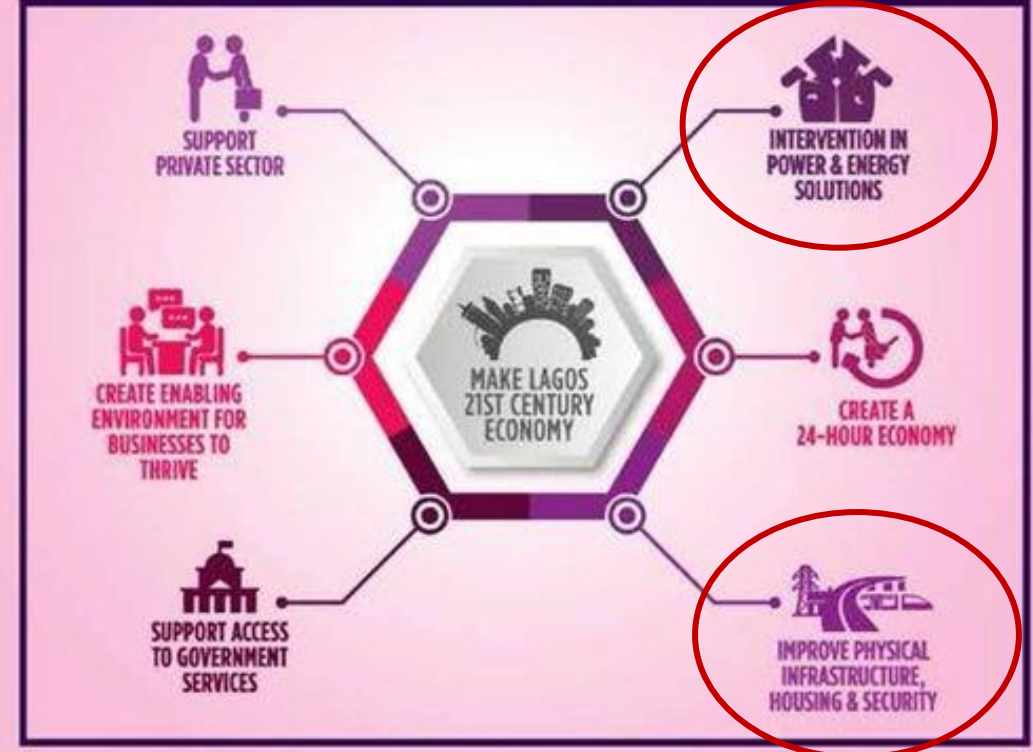 SUPPORT
PRIVATE SECTOR
INTERVENTION IN
POWER & ENERGY
SOLUTIONS
CREATE ENABLING
ENVIRONMENT FOR
BUSINESSES TO
THRIVE
MAKE LAGOS
21ST CENTURY
ECONOMY
CREATE A
24-HOUR ECONOMY
SUPPORT ACCESS
TO GOVERNMENT
SERVICES
IMPROVE PHYSICAL
INFRASTRUCTURE,
HOUSING & SECURITY